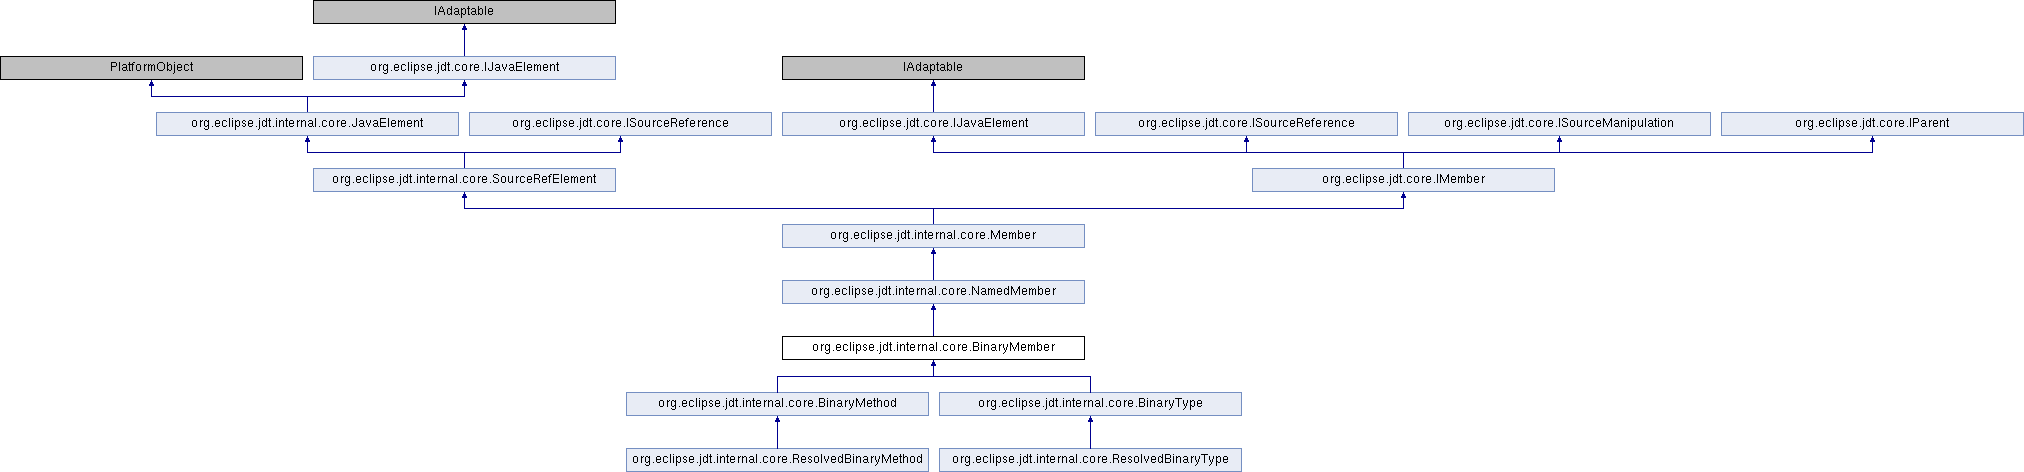 IAdaptable
PlatformObject
org.eclipse.jdt.core.IJavaElement
IAdaptable
org.eclipse.jdt.internal.core.JavaElement
org.eclipse.jdt.core.ISourceReference
org.eclipse.jdt.core.IJavaElement
org.eclipse.jdt.core.ISourceReference
org.eclipse.jdt.core.ISourceManipulation
org.eclipse.jdt.core.IParent
org.eclipse.jdt.internal.core.SourceRefElement
org.eclipse.jdt.core.IMember
org.eclipse.jdt.internal.core.Member
org.eclipse.jdt.internal.core.NamedMember
org.eclipse.jdt.internal.core.BinaryMember
org.eclipse.jdt.internal.core.BinaryMethod
org.eclipse.jdt.internal.core.BinaryType
org.eclipse.jdt.internal.core.ResolvedBinaryMethod
org.eclipse.jdt.internal.core.ResolvedBinaryType